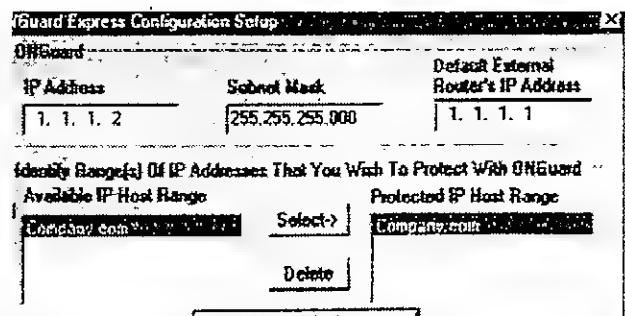 Guard Express Configuration Setup
ONGuard
IP Address
Subnet Mask
Default External Router's IP Address
1. 1. 1. 2
255.255.255.000
1. 1. 1. 1
Identify Range(s) Of IP Addresses That You Wish To Protect With ONGuard
Available IP Host Range
Protected IP Host Range
Company.com
Select->
Company.com
Delete